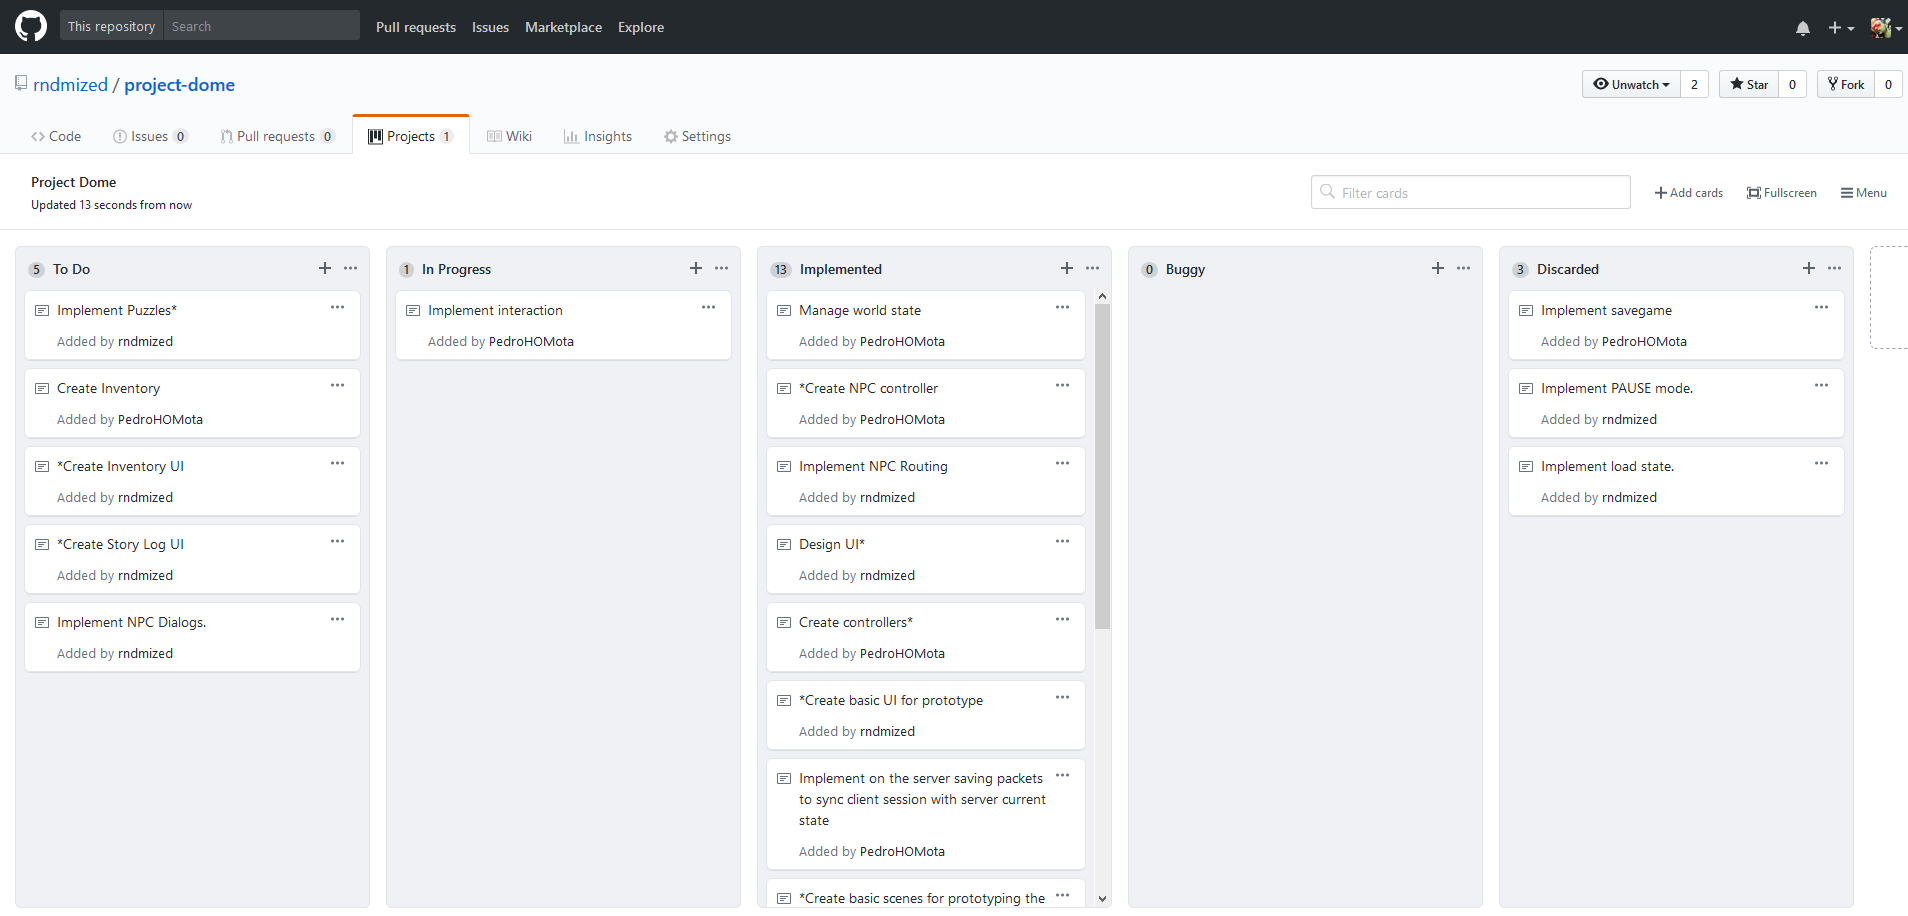 This repository Search Pull requests Issues Marketplace Explore
rndmized / project-dome Unwatch 2 Star 0 Fork 0
Code Issues 0 Pull requests 0 Projects 1 Wiki Insights Settings
Project Dome
Updated 13 seconds from now
Filter cards Add cards Fullscreen Menu
5 To Do
Implement Puzzles*
Added by rndmized
Create Inventory
Added by PedroHOMota
*Create Inventory UI
Added by rndmized
*Create Story Log UI
Added by rndmized
Implement NPC Dialogs.
Added by rndmized
1 In Progress
Implement interaction
Added by PedroHOMota
13 Implemented
Manage world state
Added by PedroHOMota
*Create NPC controller
Added by PedroHOMota
Implement NPC Routing
Added by rndmized
Design UI*
Added by rndmized
Create controllers*
Added by PedroHOMota
*Create basic UI for prototype
Added by rndmized
Implement on the server saving packets
to sync client session with server current
state
Added by PedroHOMota
*Create basic scenes for prototyping the
0 Buggy
3 Discarded
Implement savegame
Added by PedroHOMota
Implement PAUSE mode.
Added by rndmized
Implement load state.
Added by rndmized